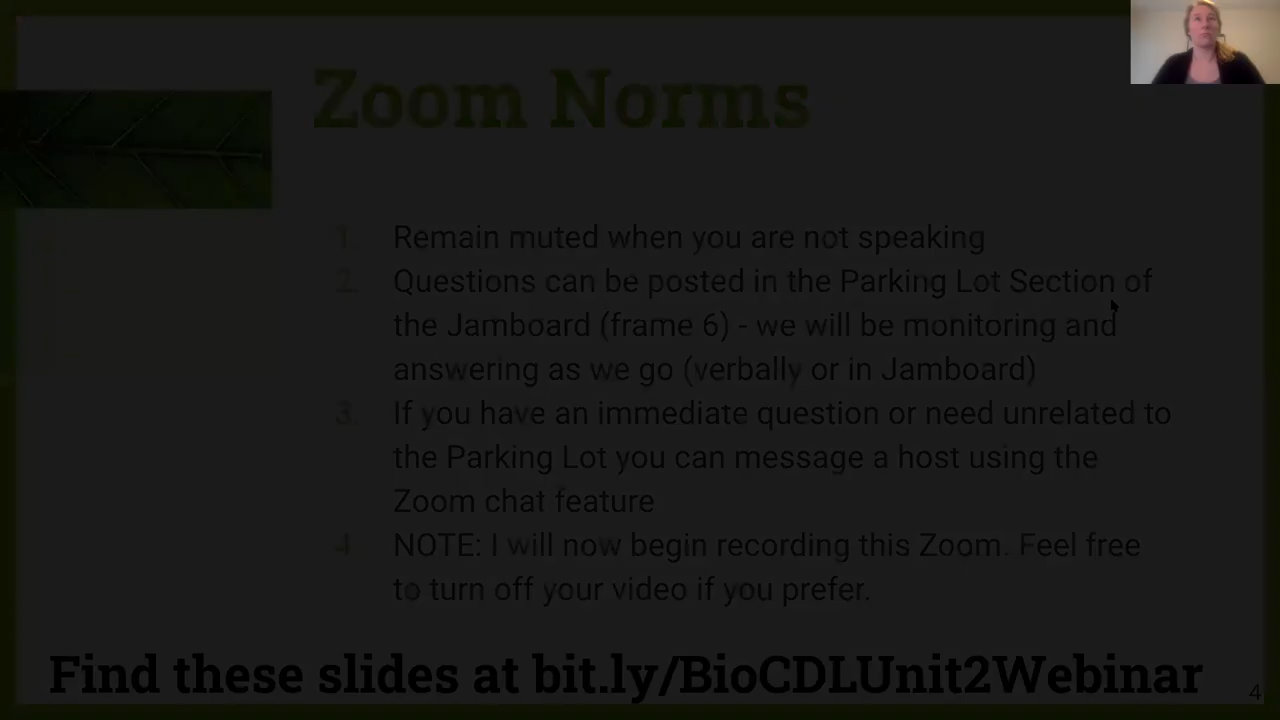 Zoom Norms
1. Remain muted when you are not speaking
2. Questions can be posted in the Parking Lot Section of
the Jamboard (frame 6) - we will be monitoring and
answering as we go (verbally or in Jamboard)
3. If you have an immediate question or need unrelated to
the Parking Lot you can message a host using the
Zoom chat feature
4 NOTE: I will now begin recording this Zoom. Feel free
to turn off your video if you prefer.
Find these slides at bit.ly/BioCDLUnit2Webinar
4